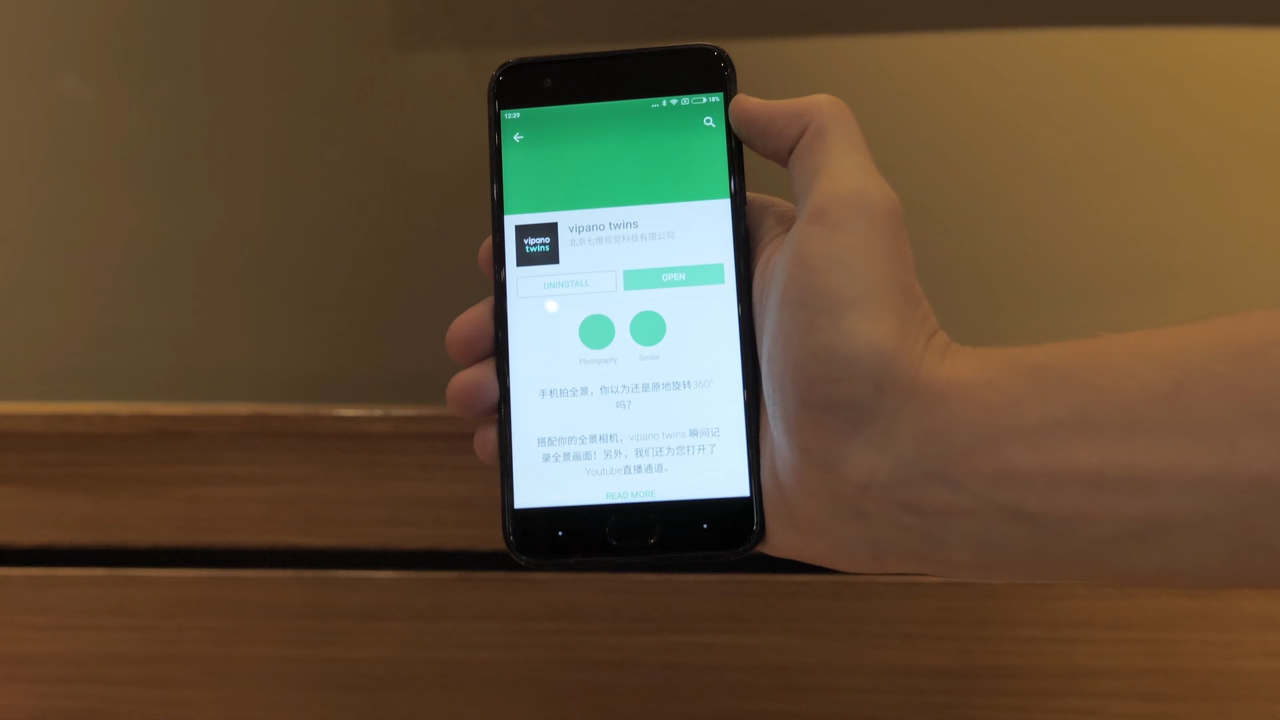 12:29
18%
vipano
twins
vipano twins
北京七维视觉科技有限公司
UNINSTALL
OPEN
Photography
Similar
手机拍全景，你以为还是原地旋转360°
吗？
搭配你的全景相机，vipano twins 瞬间记
录全景画面！另外，我们还为您打开了
Youtube直播通道。
READ MORE